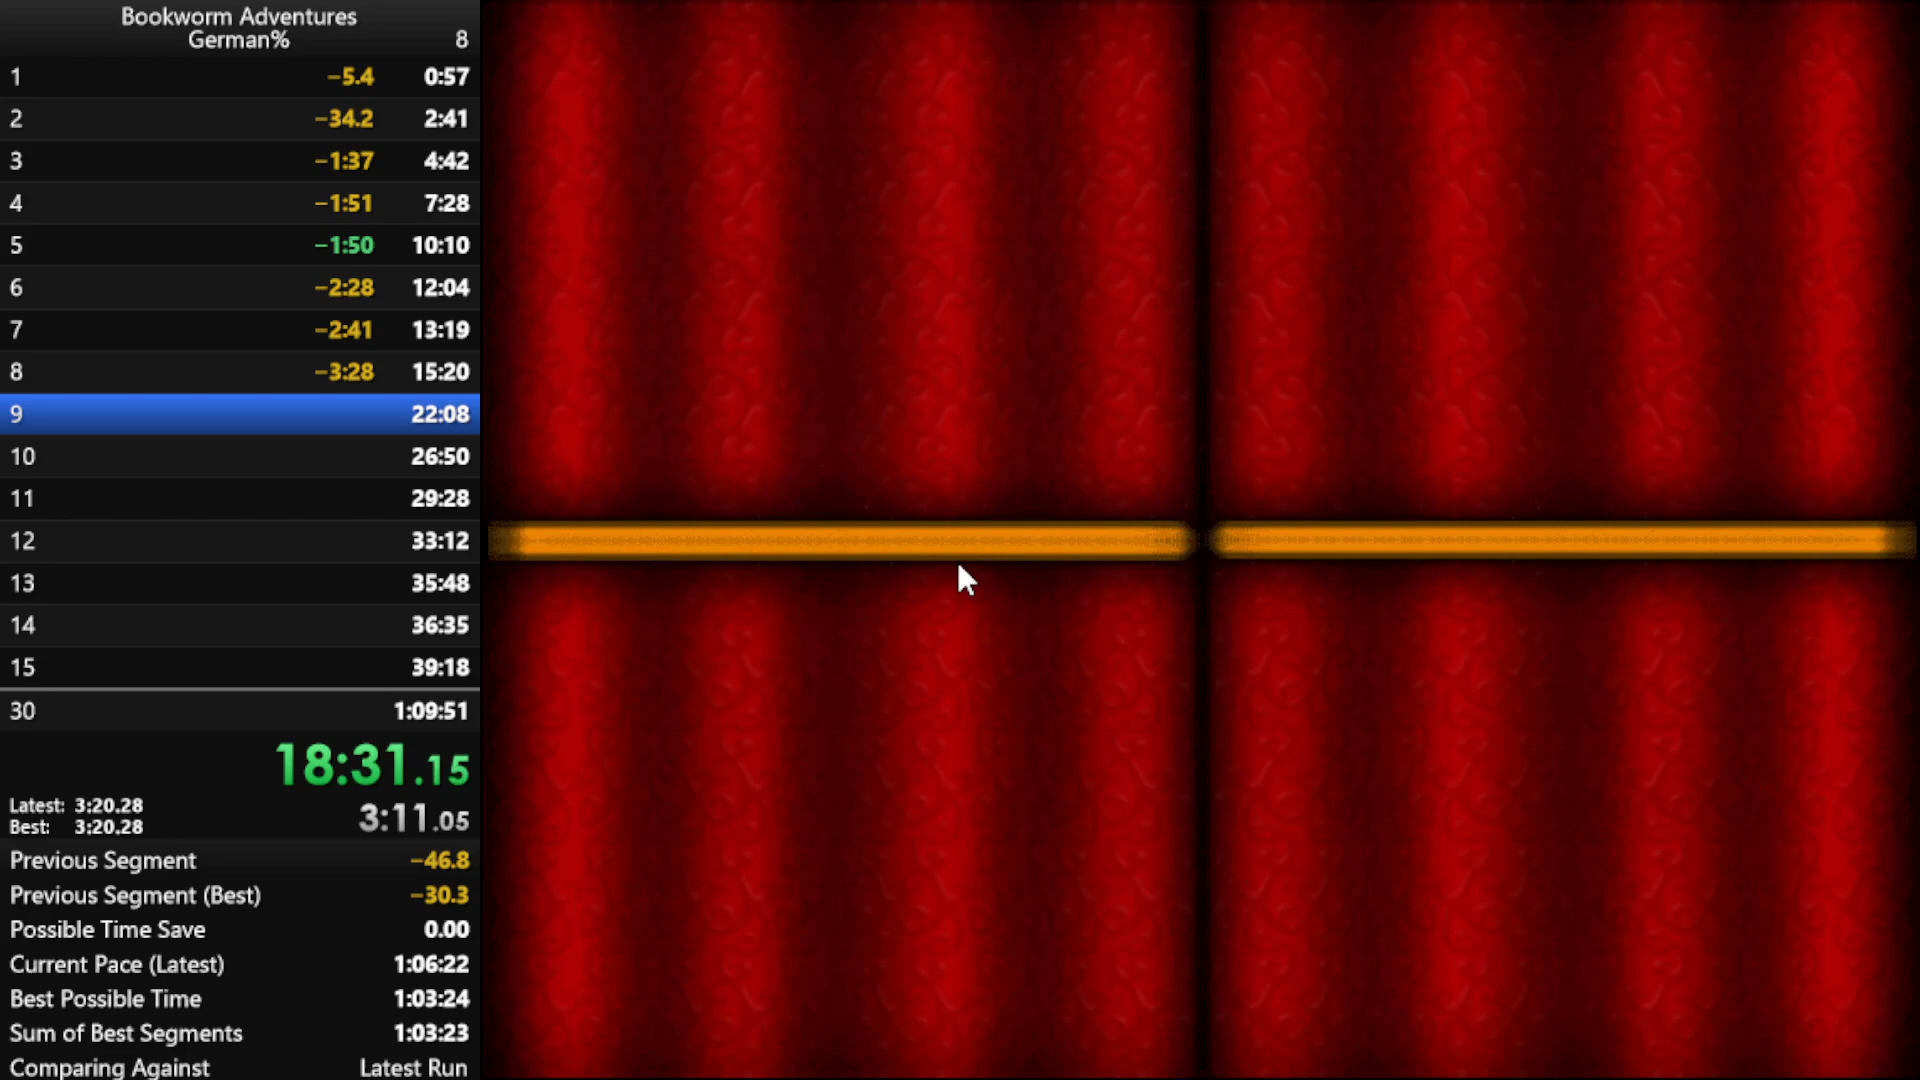 Bookworm Adventures
German% 8
1 −5.4 0:57
2 −34.2 2:41
3 −1:37 4:42
4 −1:51 7:28
5 −1:50 10:10
6 −2:28 12:04
7 −2:41 13:19
8 −3:28 15:20
9 22:08
10 26:50
11 29:28
12 33:12
13 35:48
14 36:35
15 39:18
30 1:09:51
18:31.15
Latest: 3:20.28
Best: 3:20.28
3:11.05
Previous Segment −46.8
Previous Segment (Best) −30.3
Possible Time Save 0.00
Current Pace (Latest) 1:06:22
Best Possible Time 1:03:24
Sum of Best Segments 1:03:23
Comparing Against Latest Run